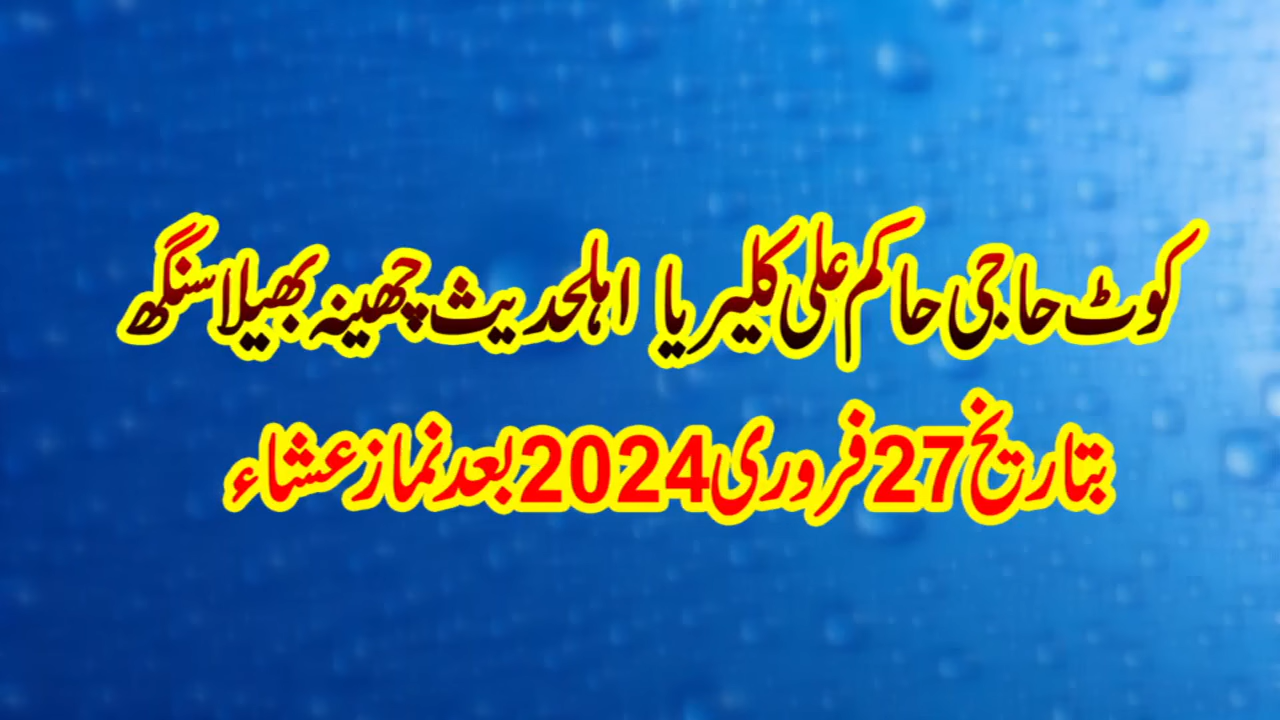 کوٹ حاجی حاکم علی کلیریا اہلحدیث چھینہ بھیلا سنگھ
بتاریخ 27 فروری 2024 بعد نماز عشاء